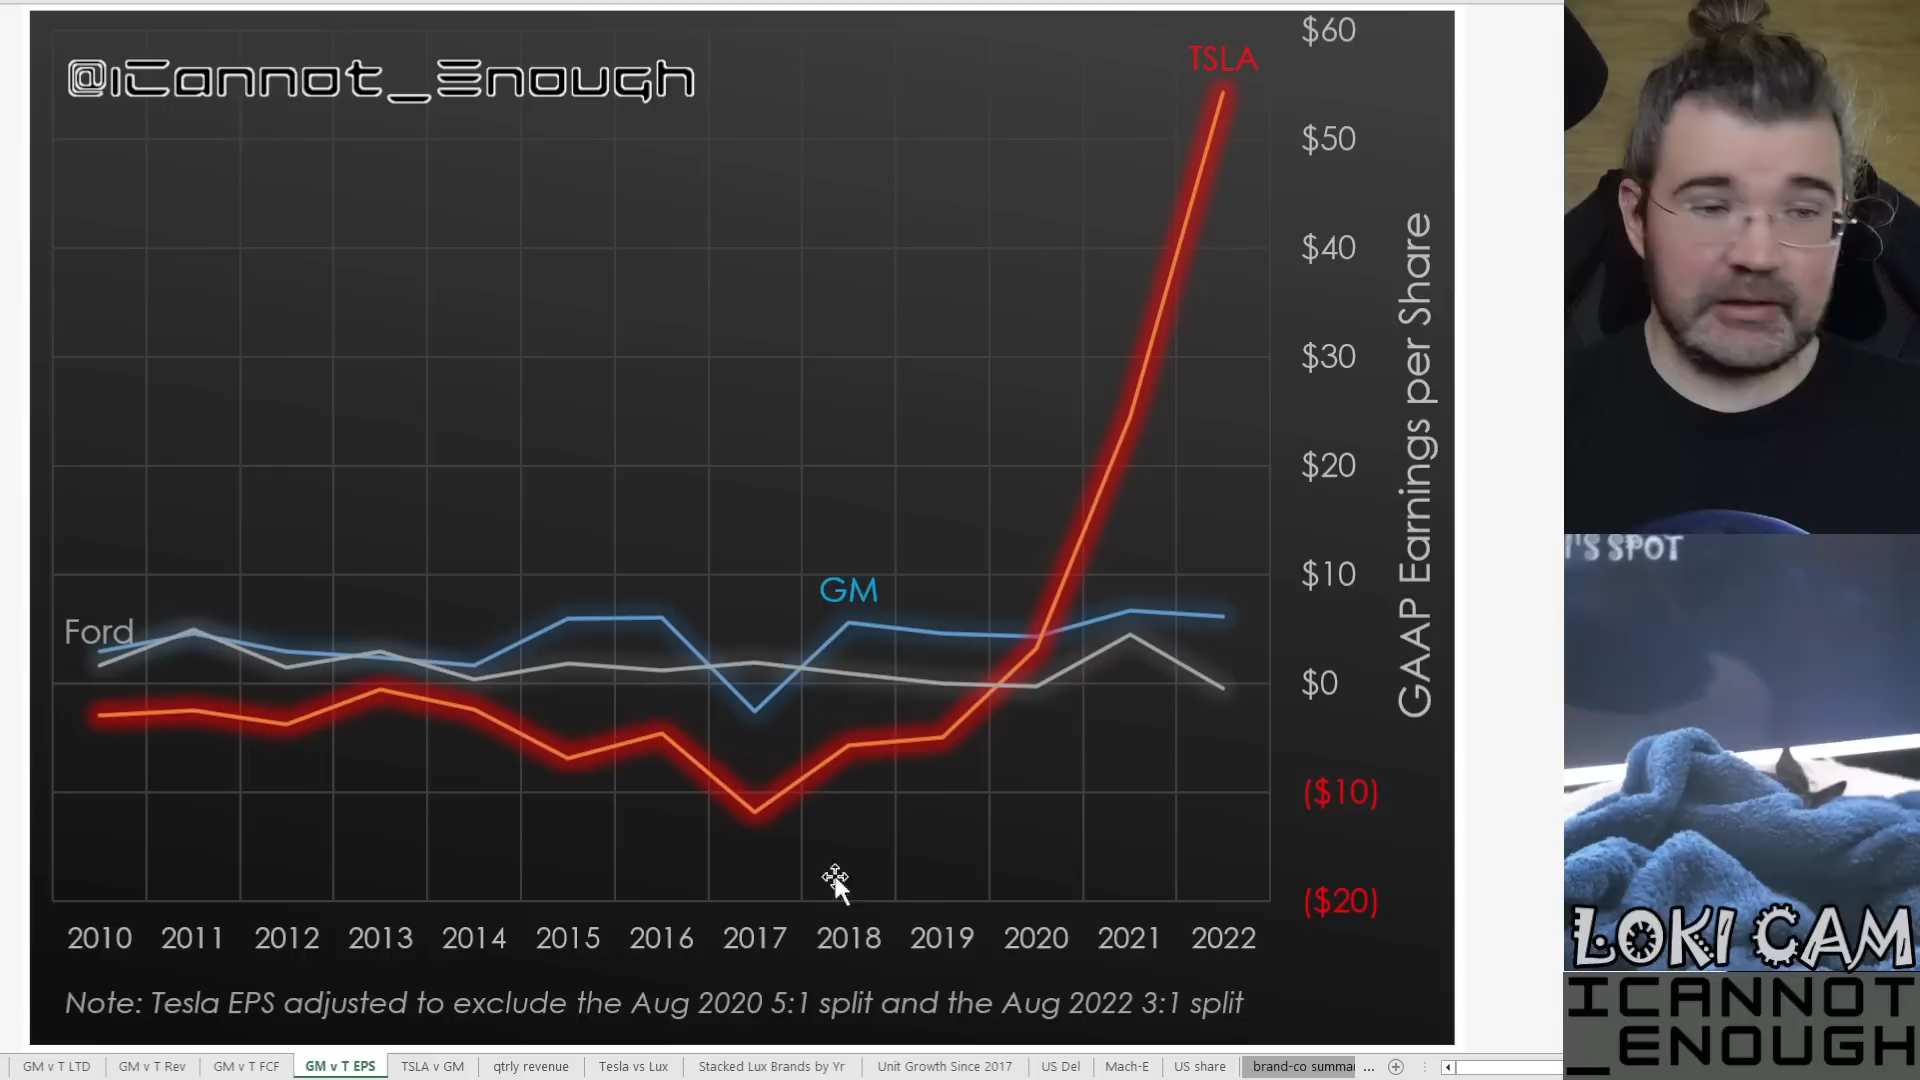 @iCannot_Enough
TSLA
$60
$50
$40
$30
$20
$10
$0
($10)
($20)
GAAP Earnings per Share
GM
Ford
2010 2011 2012 2013 2014 2015 2016 2017 2018 2019 2020 2021 2022
Note: Tesla EPS adjusted to exclude the Aug 2020 5:1 split and the Aug 2022 3:1 split
GM v T LTD GM v T Rev GM v T FCF GM v T EPS TSLA v GM qtrly revenue Tesla vs Lux Stacked Lux Brands by Yr Unit Growth Since 2017 US Del Mach-E US share brand-co summar ...
I'S SPOT
LOKI CAM
ICANNOT
_ENOUGH